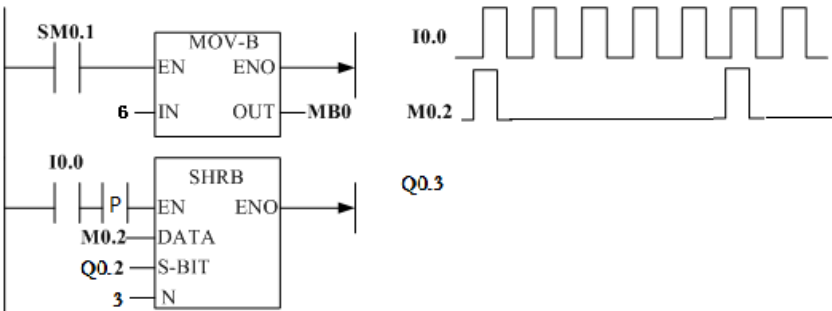 SM0.1
MOV-B
EN ENO
6 IN OUT MB0
I0.0
P
SHRB
EN ENO
M0.2 DATA
Q0.2 S-BIT
3 N
I0.0
M0.2
Q0.3